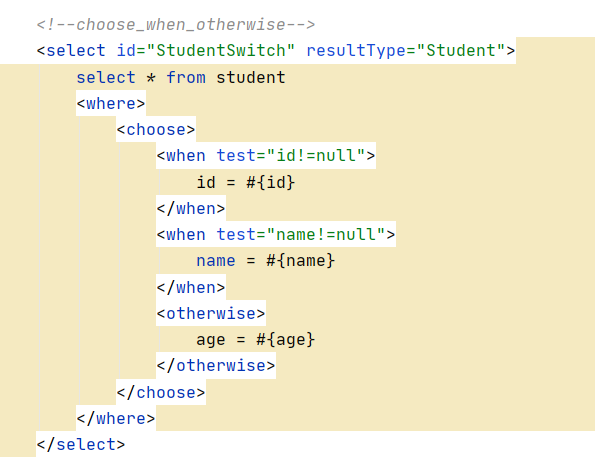 <!--choose_when_otherwise-->
<select id="StudentSwitch" resultType="Student">
    select * from student
    <where>
        <choose>
            <when test="id!=null">
                id = #{id}
            </when>
            <when test="name!=null">
                name = #{name}
            </when>
            <otherwise>
                age = #{age}
            </otherwise>
        </choose>
    </where>
</select>